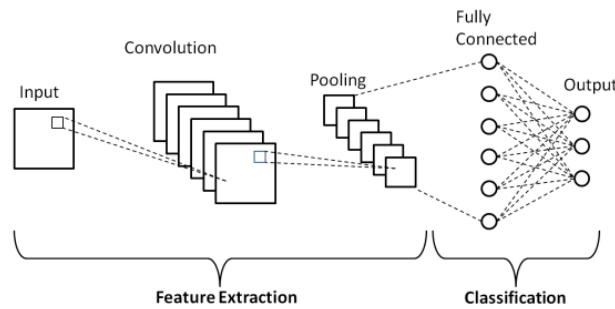 Input
Convolution
Pooling
Fully
Connected
Output
Feature Extraction
Classification